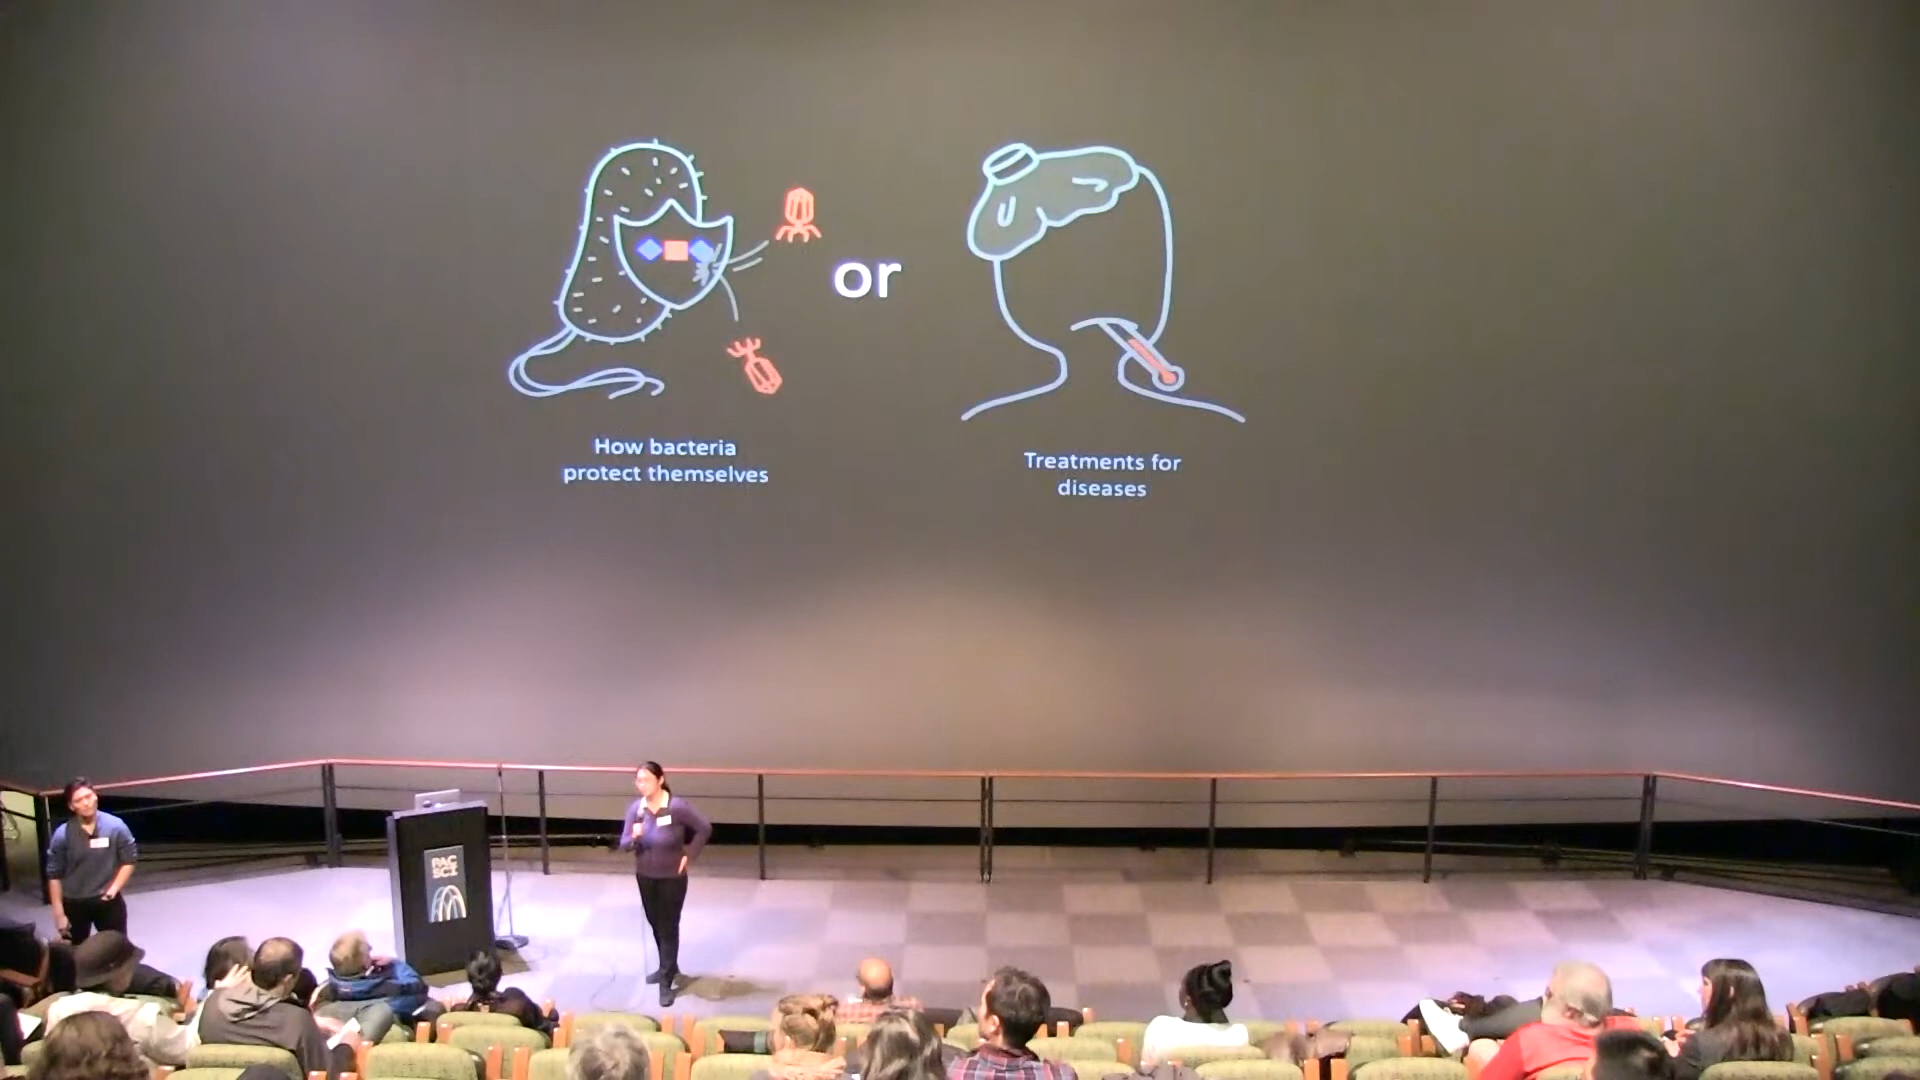 or
How bacteria
protect themselves
Treatments for
diseases
PAC
SCI